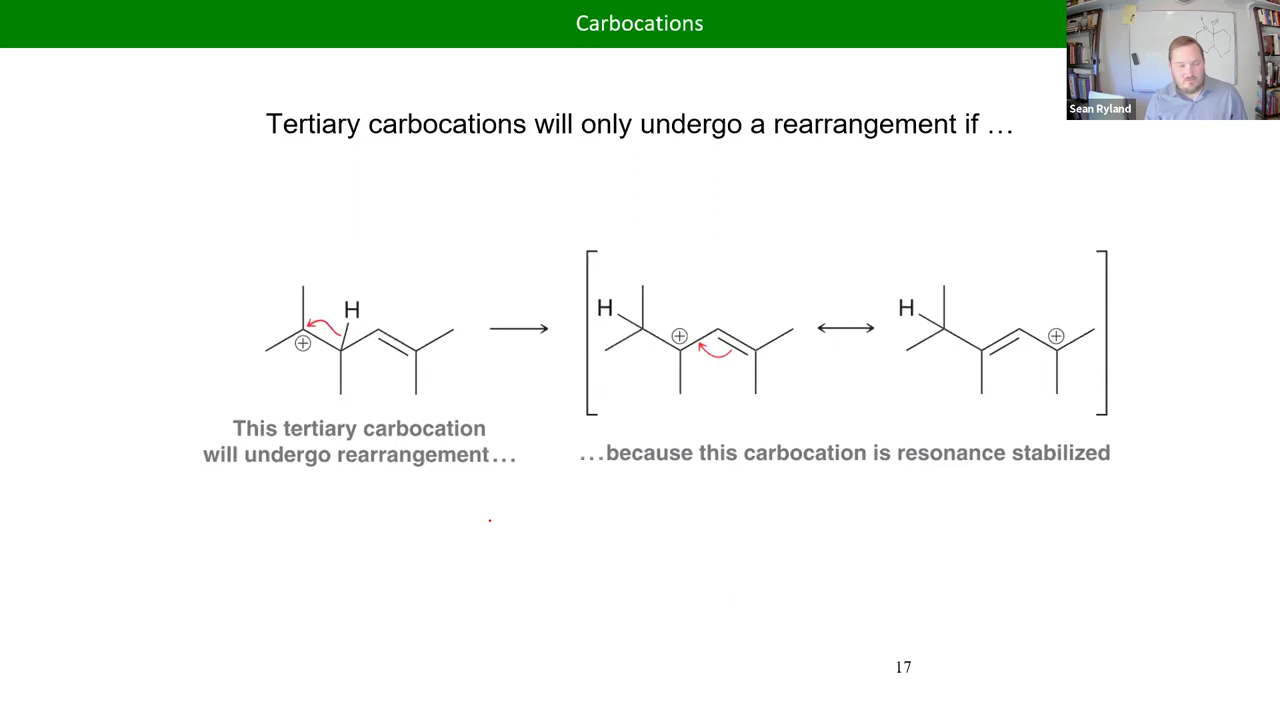 Carbocations
Sean Ryland
Tertiary carbocations will only undergo a rearrangement if …
H
H
H
⊕
⊕
⊕
This tertiary carbocation
will undergo rearrangement...
...because this carbocation is resonance stabilized
17